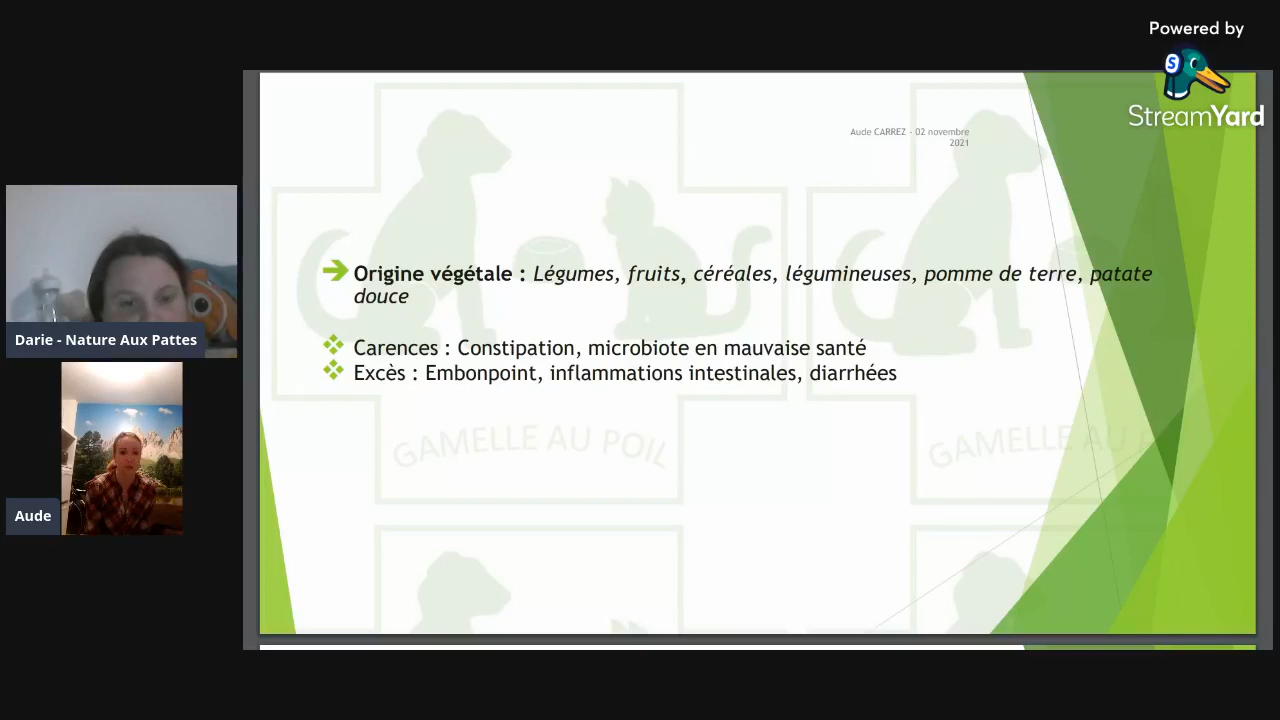 Powered by
StreamYard
Aude CARREZ - 02 novembre
2021
Origine végétale : Légumes, fruits, céréales, légumineuses, pomme de terre, patate
douce
Carences : Constipation, microbiote en mauvaise santé
Excès : Embonpoint, inflammations intestinales, diarrhées
GAMELLE AU POIL
GAMELLE AU P
Darie - Nature Aux Pattes
Aude